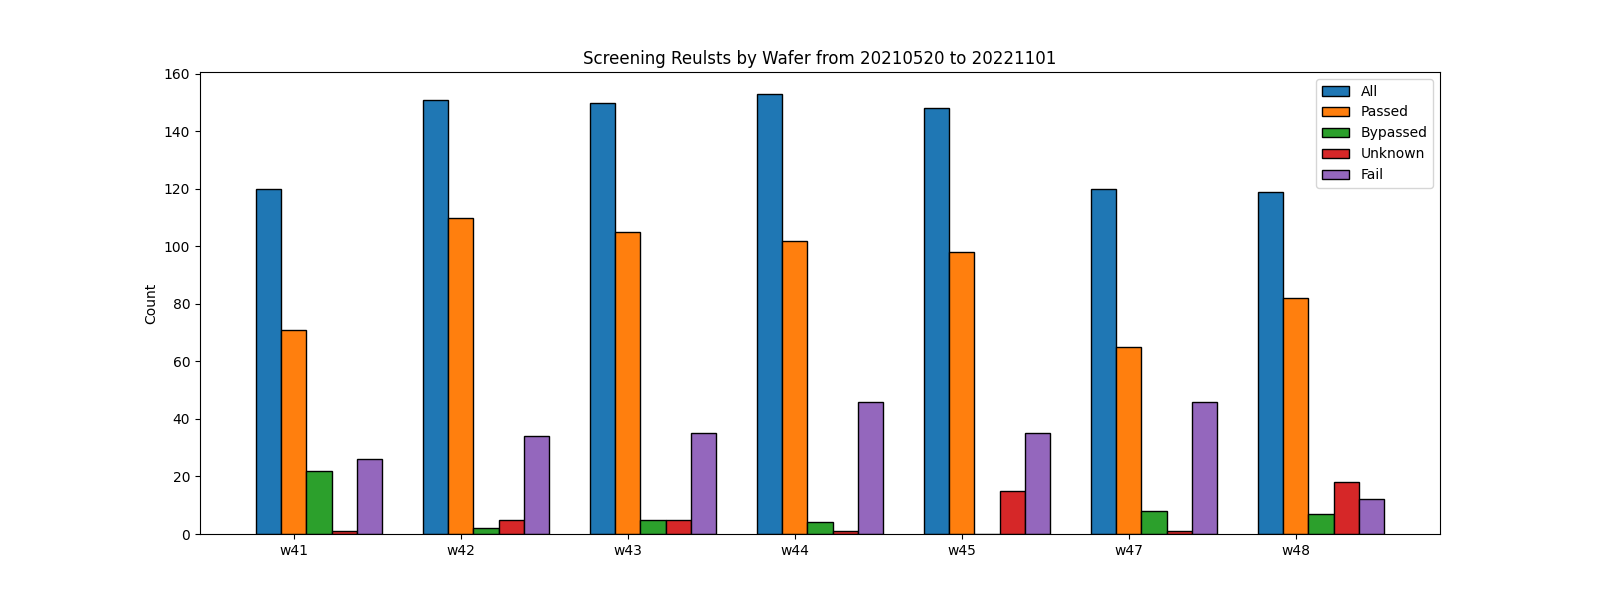 Screening Reulsts by Wafer from 20210520 to 20221101
160
140
120
100
80
60
40
20
0
Count
All
Passed
Bypassed
Unknown
Fail
w41 w42 w43 w44 w45 w47 w48